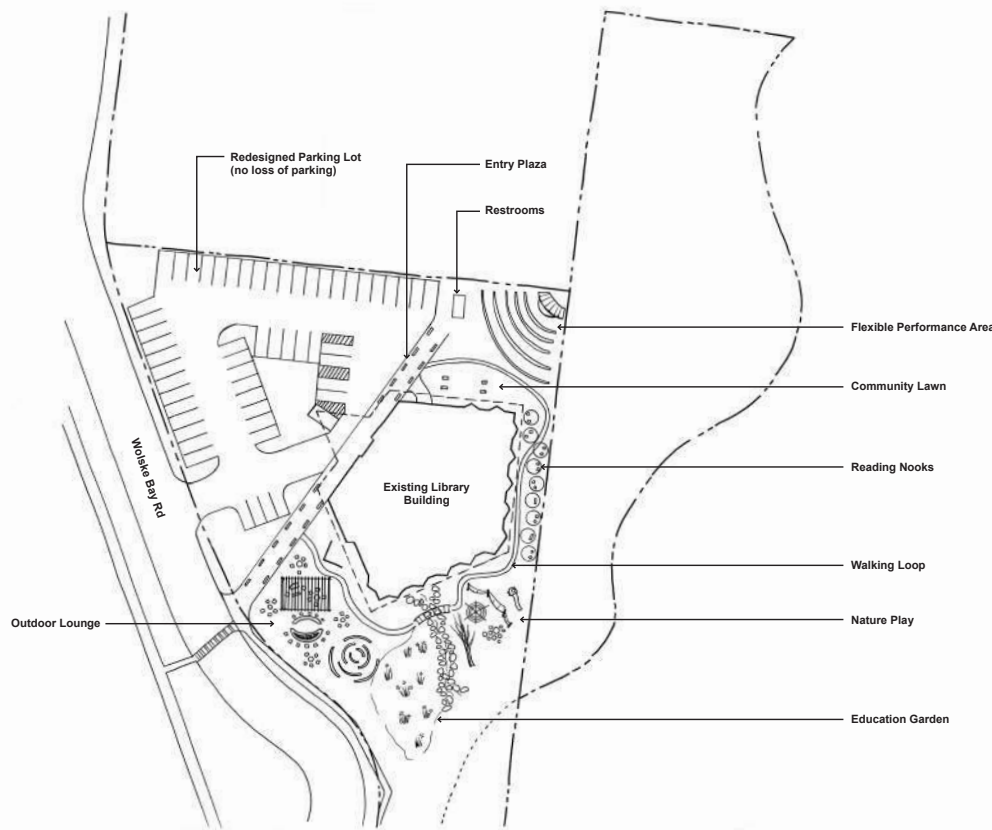 Redesigned Parking Lot
(no loss of parking)
Entry Plaza
Restrooms
Flexible Performance Area
Community Lawn
Reading Nooks
Existing Library
Building
Wolske Bay Rd
Walking Loop
Outdoor Lounge
Nature Play
Education Garden